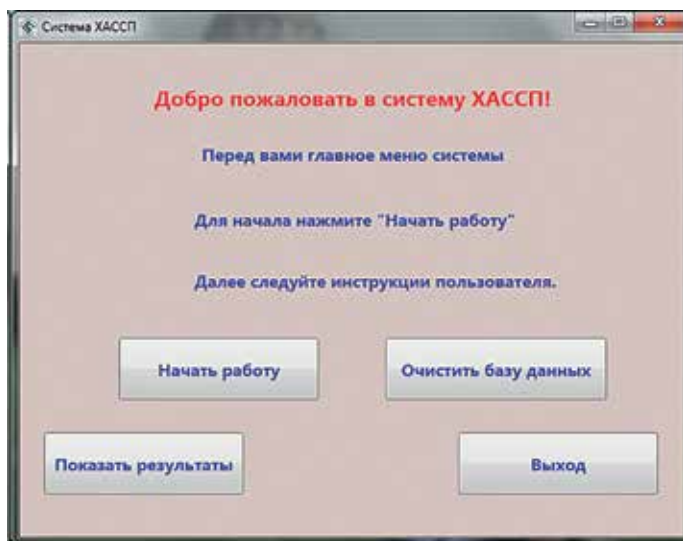 Система ХАССП
Добро пожаловать в систему ХАССП!
Перед вами главное меню системы
Для начала нажмите "Начать работу"
Далее следуйте инструкции пользователя.
Начать работу
Очистить базу данных
Показать результаты
Выход